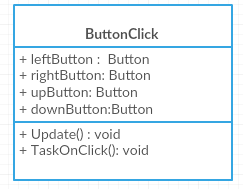 ButtonClick
+ leftButton :  Button
+ rightButton: Button
+ upButton: Button
+ downButton:Button
+ Update() : void
+ TaskOnClick(): void